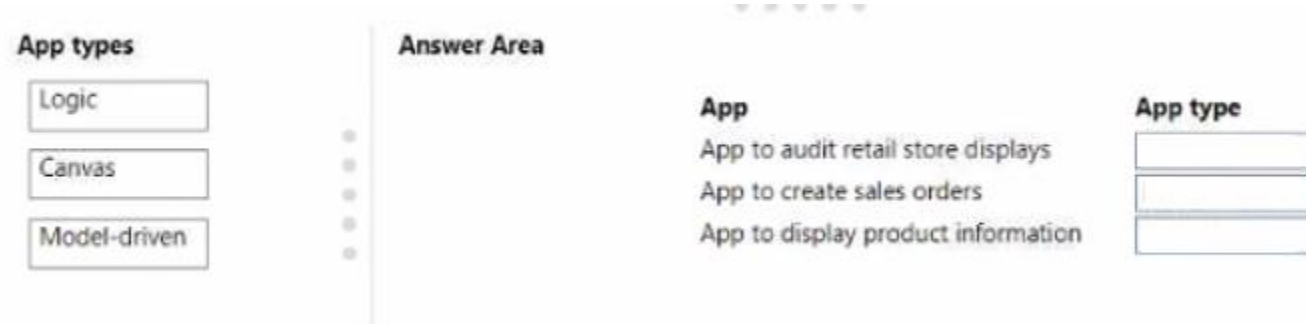 App types
Logic
Canvas
Model-driven
Answer Area
App App type
App to audit retail store displays
App to create sales orders
App to display product information